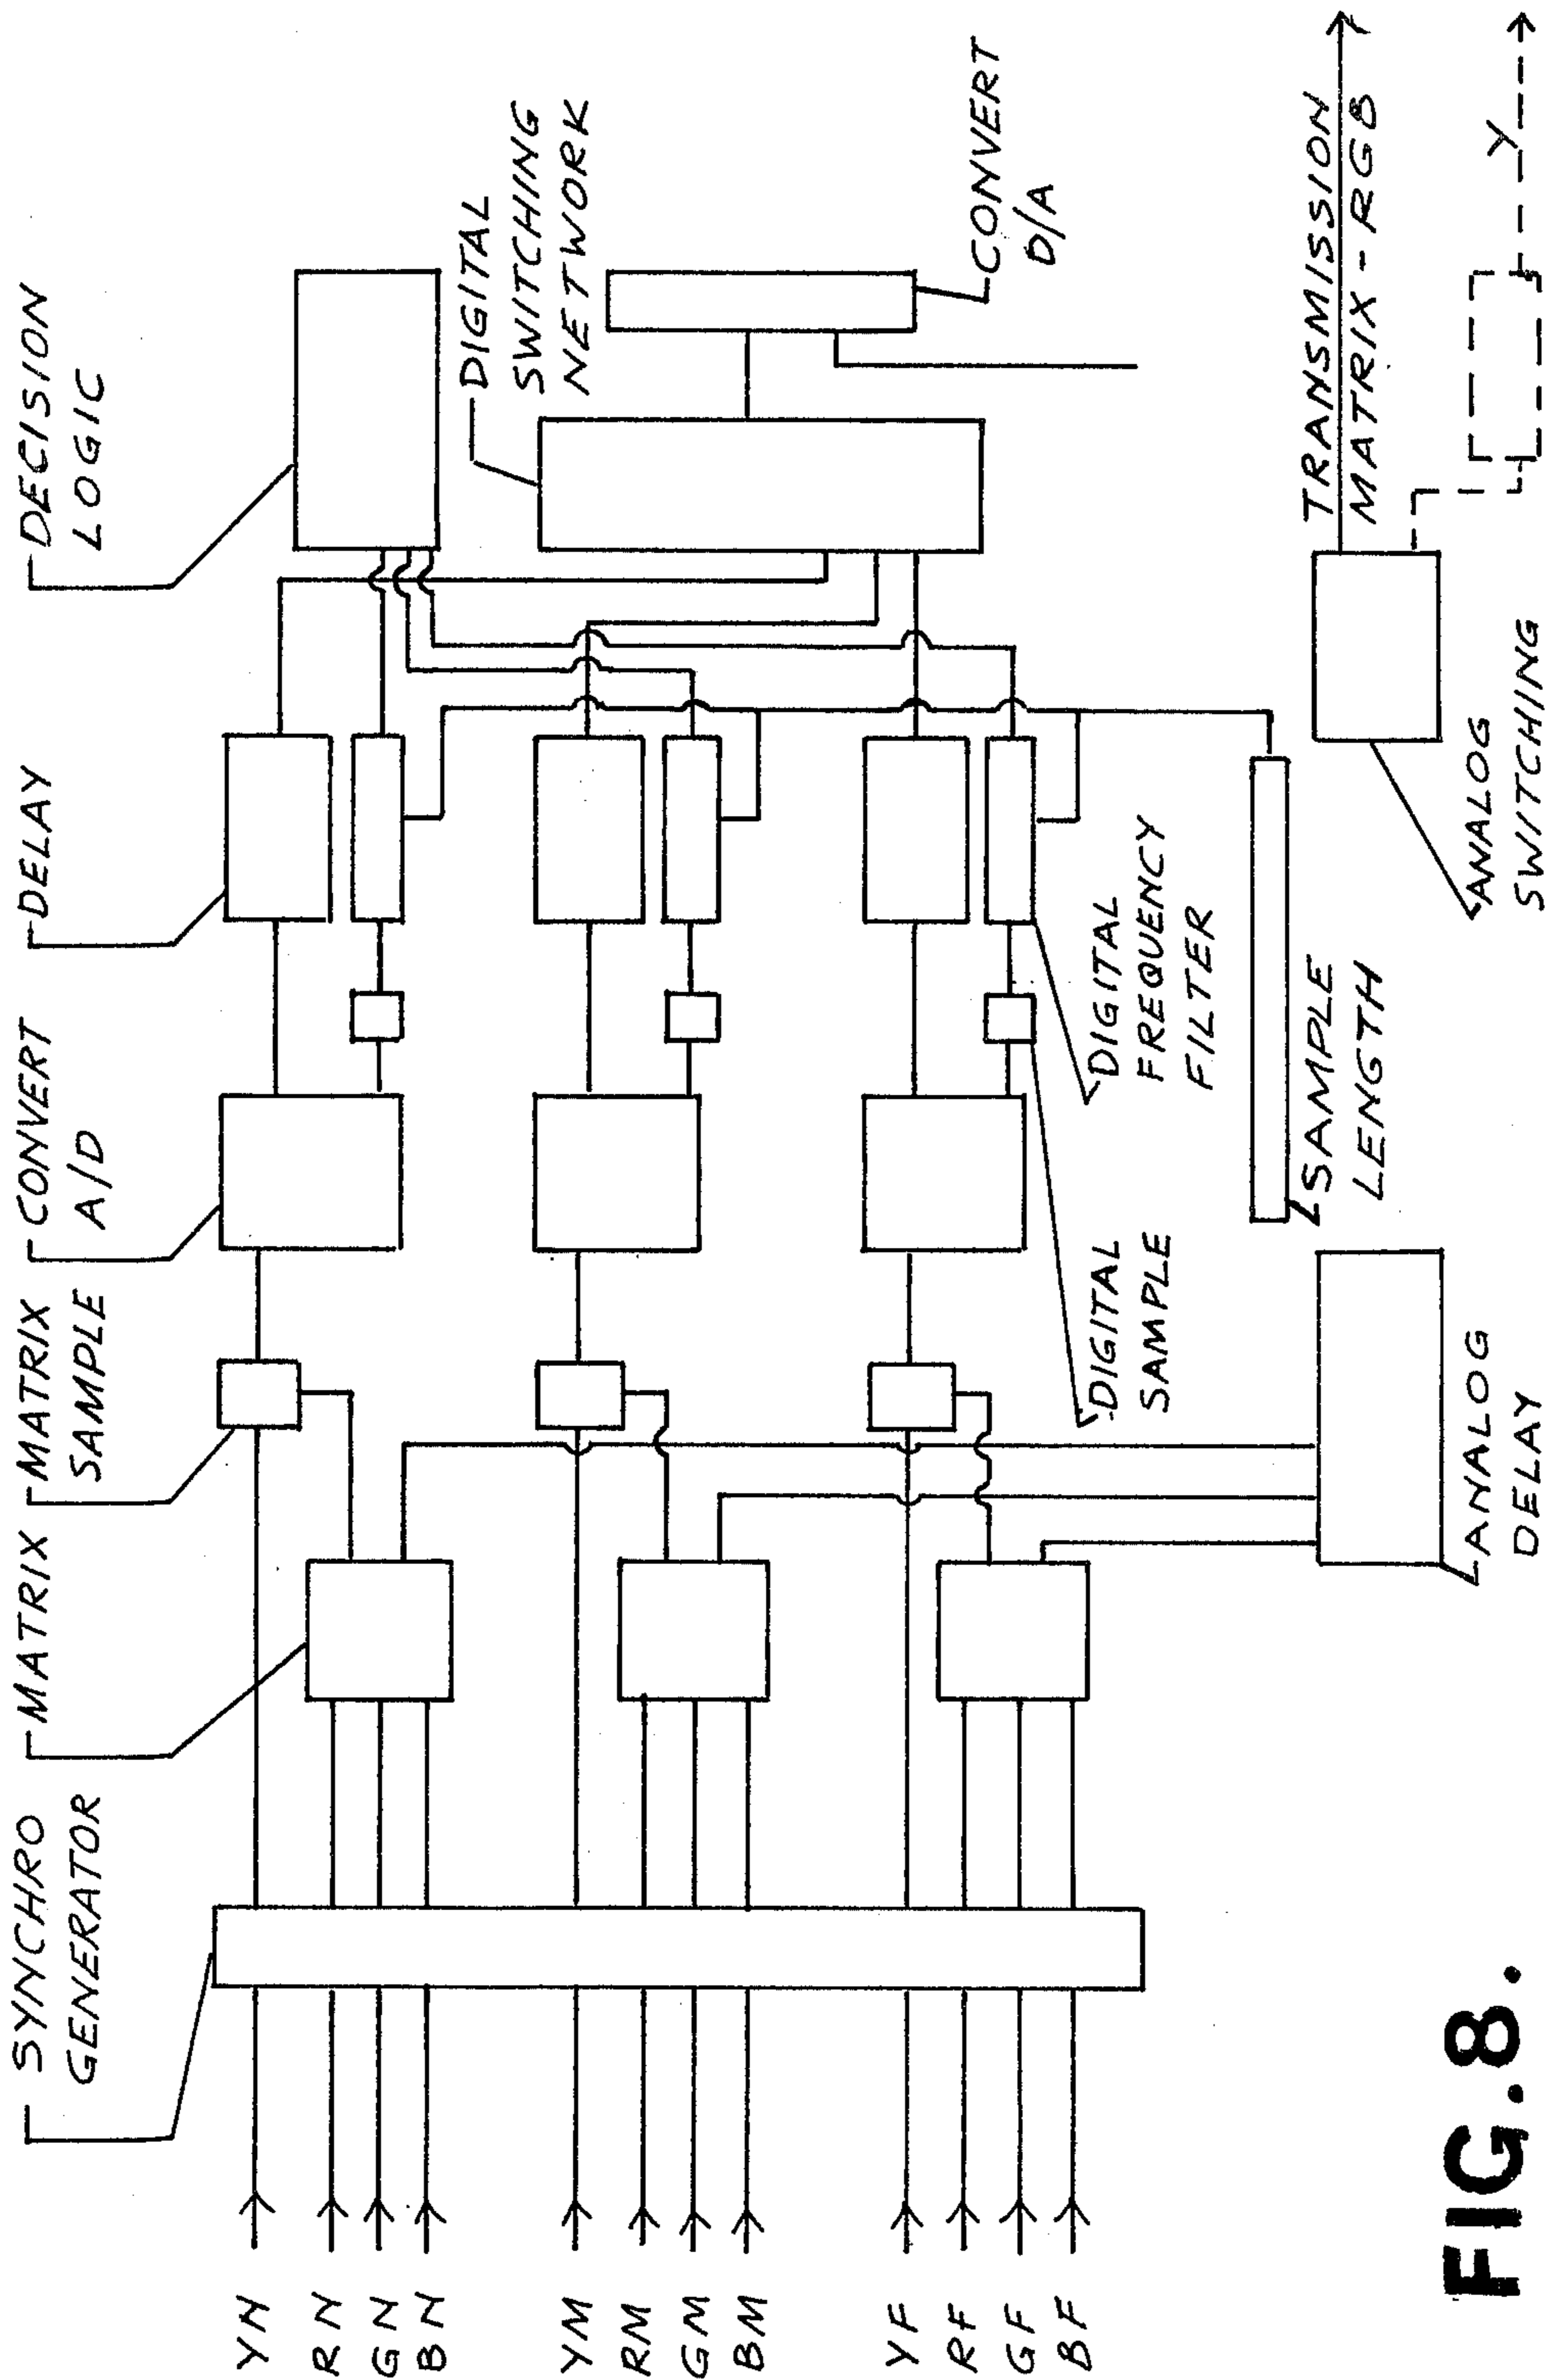 SYNCHRO
GENERATOR
MATRIX
MATRIX
SAMPLE
CONVERT
A/D
DELAY
DECISION
LOGIC
DIGITAL
SWITCHING
NETWORK
CONVERT
D/A
YN
RN
GN
BN
YM
RM
GM
BM
YF
RF
GF
BF
DIGITAL
SAMPLE
DIGITAL
FREQUENCY
FILTER
SAMPLE
LENGTH
ANALOG
DELAY
ANALOG
SWITCHING
TRANSMISSION
MATRIX-RGB
Y
FIG.8.